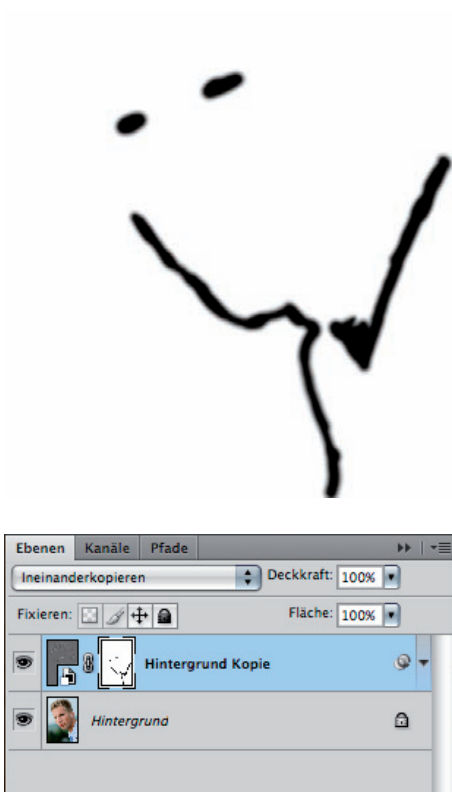 Ebenen Kanäle Pfade
Ineinanderkopieren Deckkraft: 100%
Fixieren: Fläche: 100%
Hintergrund Kopie
Hintergrund